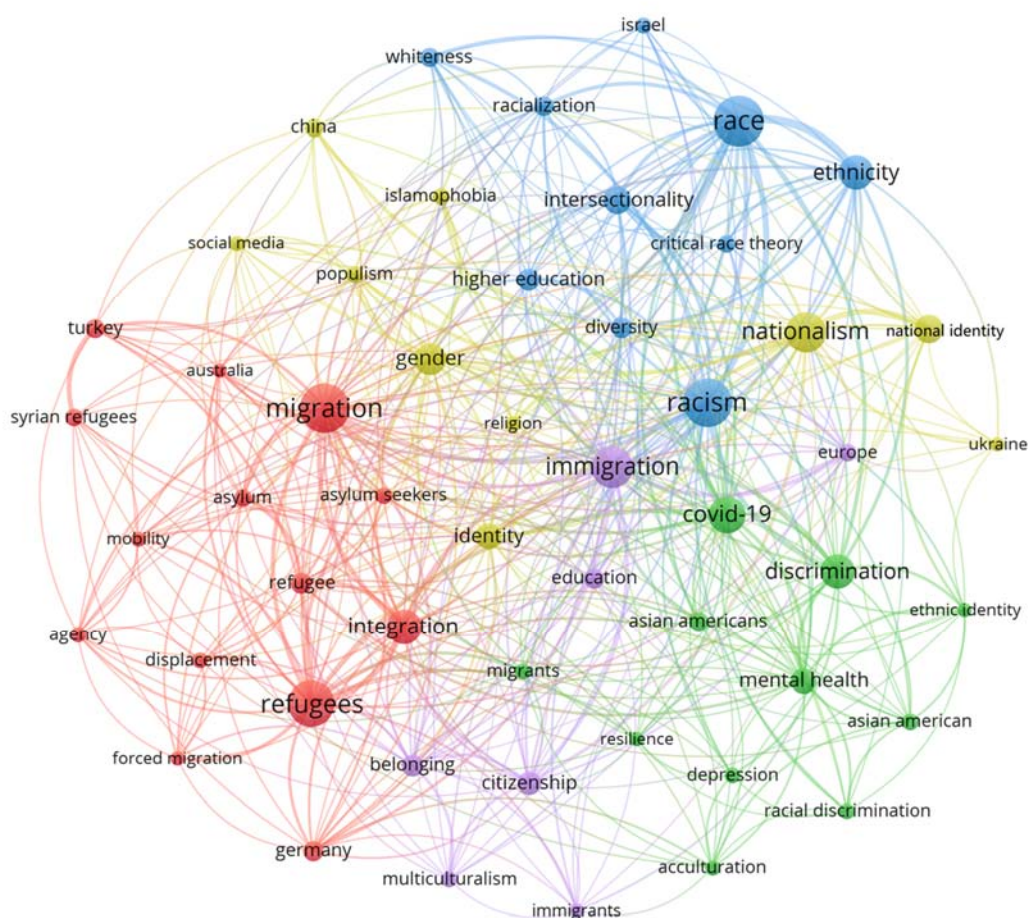 israel
whiteness
racialization
race
china
ethnicity
islamophobia
intersectionality
social media
critical race theory
populism
higher education
turkey
diversity
nationalism
national identity
gender
australia
migration
racism
syrian refugees
religion
ukraine
europe
immigration
asylum
asylum seekers
covid-19
mobility
identity
discrimination
education
refugee
ethnic identity
asian americans
integration
agency
displacement
migrants
mental health
refugees
asian american
resilience
forced migration
belonging
depression
citizenship
racial discrimination
germany
acculturation
multiculturalism
immigrants